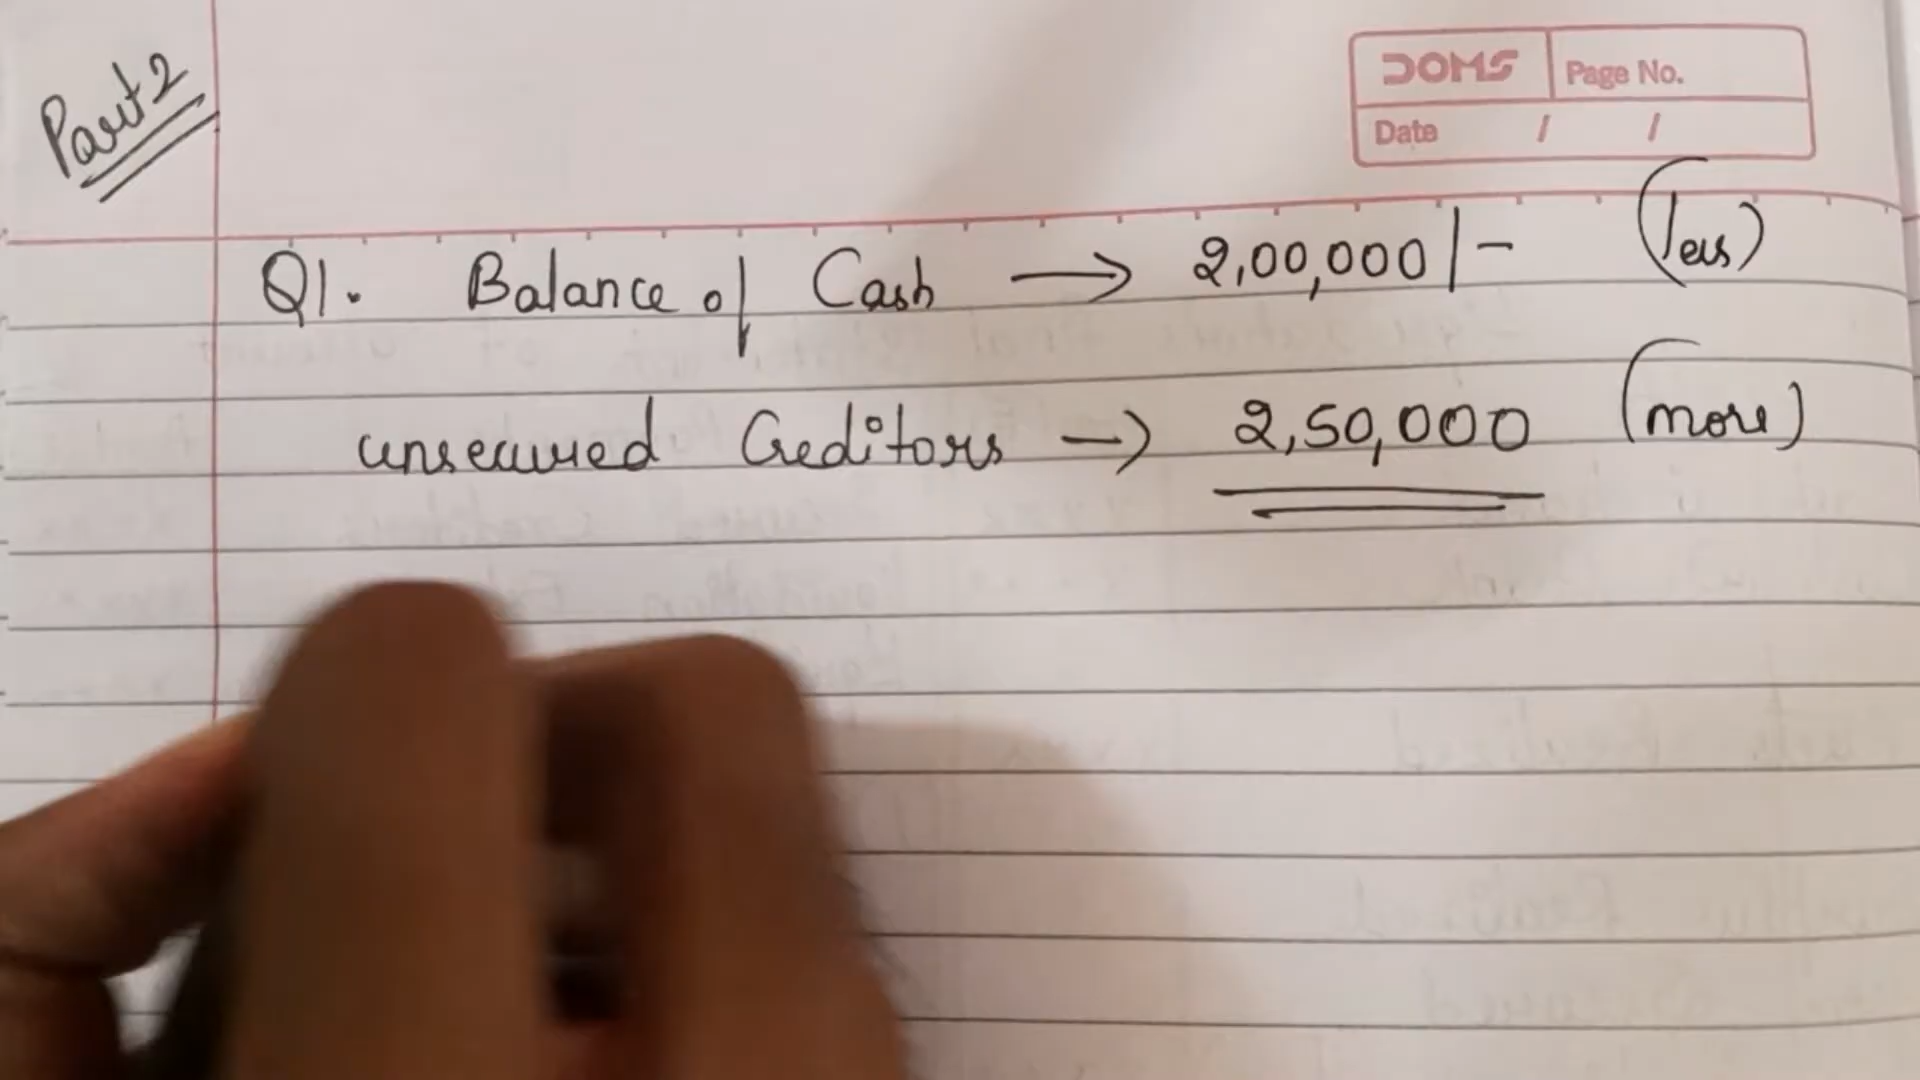 Part 2
DOMS Page No.
Date / /
Q1. Balance of Cash → 2,00,000/- (less)
unsecured Creditors → 2,50,000 (more)